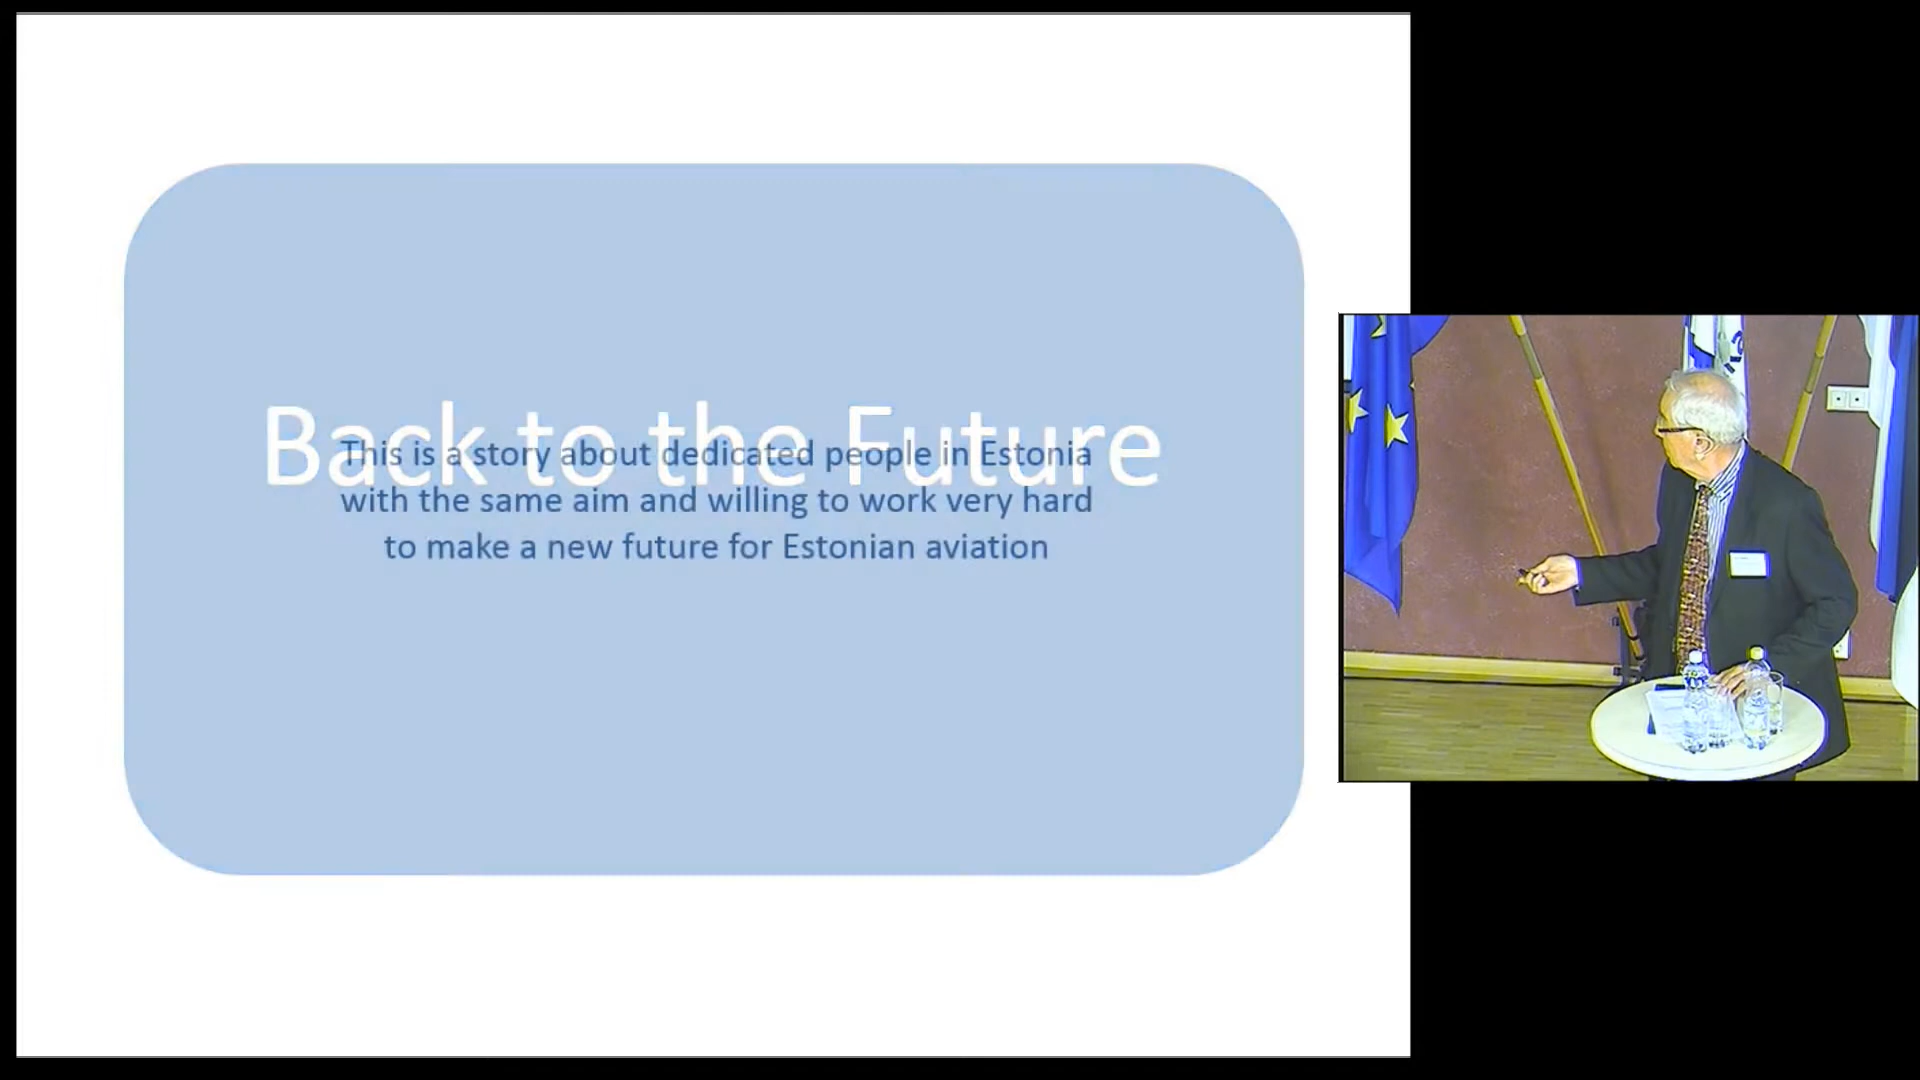 Back to the Future
This is a story about dedicated people in Estonia
with the same aim and willing to work very hard
to make a new future for Estonian aviation